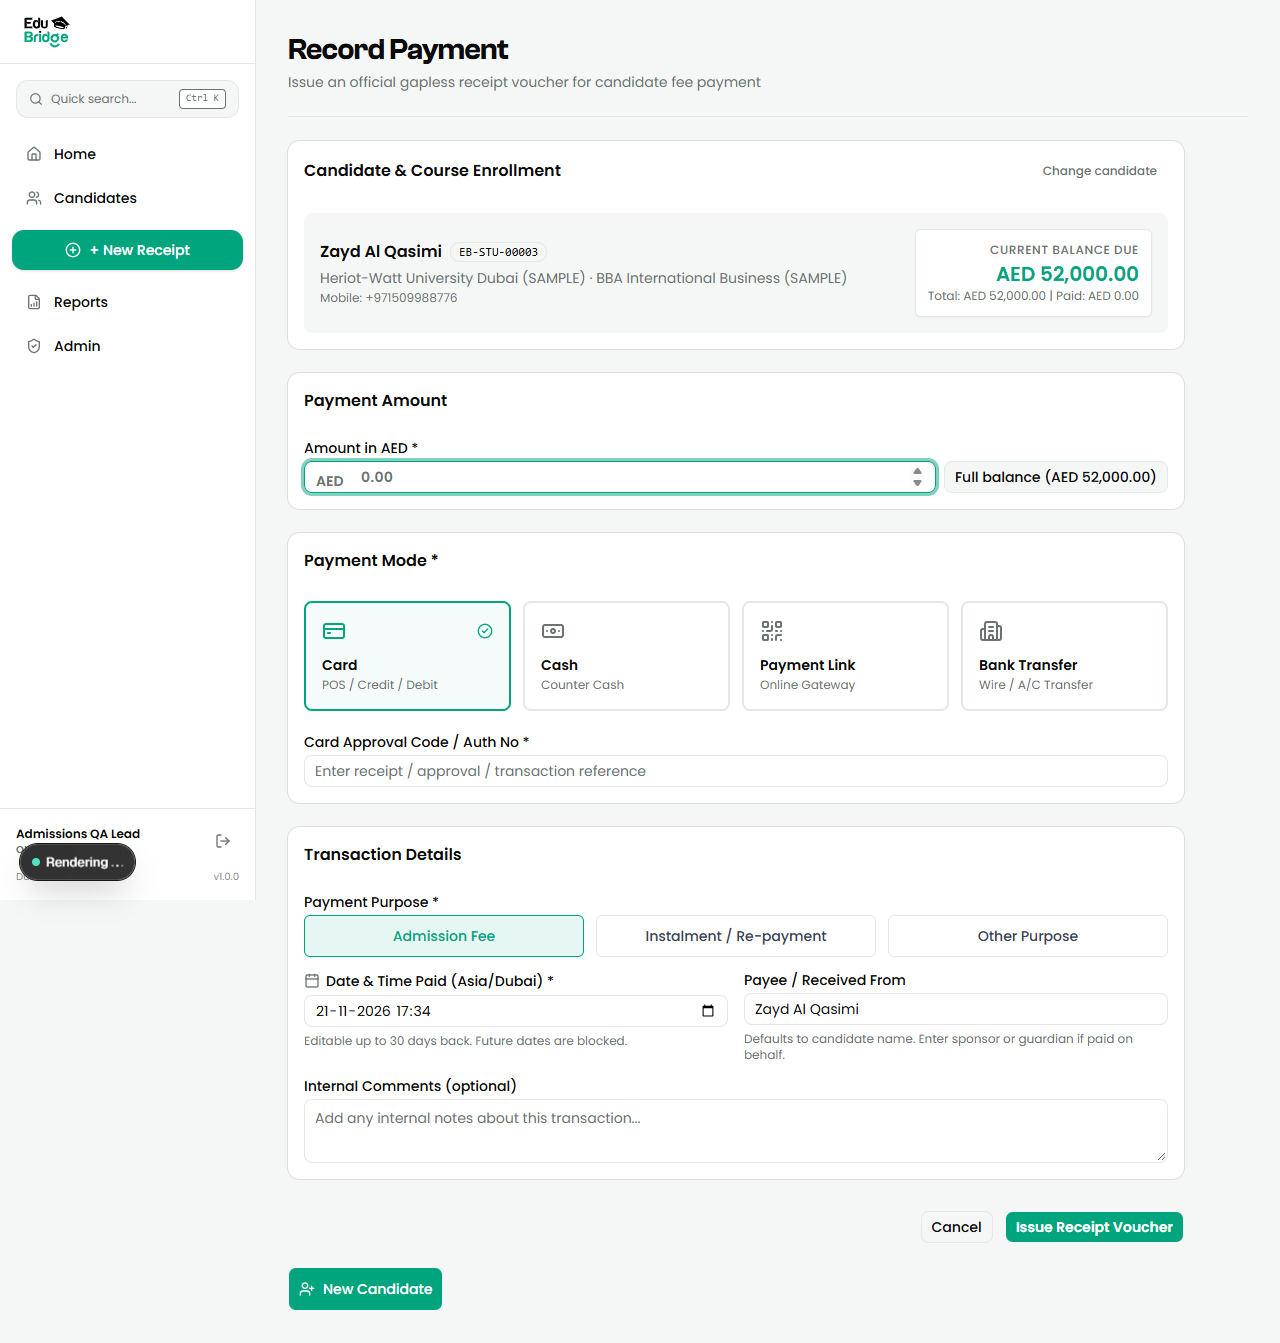 Edu
Bridge
Quick search...
Ctrl K
Home
Candidates
+ New Receipt
Reports
Admin
Admissions QA Lead
Rendering ...
v1.0.0
Record Payment
Issue an official gapless receipt voucher for candidate fee payment
Candidate & Course Enrollment
Change candidate
Zayd Al Qasimi
EB-STU-00003
Heriot-Watt University Dubai (SAMPLE) · BBA International Business (SAMPLE)
Mobile: +971509988776
CURRENT BALANCE DUE
AED 52,000.00
Total: AED 52,000.00 | Paid: AED 0.00
Payment Amount
Amount in AED *
AED 0.00
Full balance (AED 52,000.00)
Payment Mode *
Card
POS / Credit / Debit
Cash
Counter Cash
Payment Link
Online Gateway
Bank Transfer
Wire / A/C Transfer
Card Approval Code / Auth No *
Enter receipt / approval / transaction reference
Transaction Details
Payment Purpose *
Admission Fee
Instalment / Re-payment
Other Purpose
Date & Time Paid (Asia/Dubai) *
21-11-2026 17:34
Editable up to 30 days back. Future dates are blocked.
Payee / Received From
Zayd Al Qasimi
Defaults to candidate name. Enter sponsor or guardian if paid on
behalf.
Internal Comments (optional)
Add any internal notes about this transaction...
Cancel
Issue Receipt Voucher
New Candidate